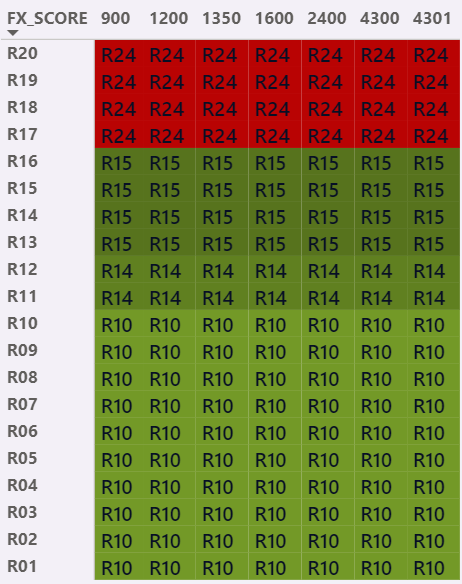 FX_SCORE 900 1200 1350 1600 2400 4300 4301
R20 R24 R24 R24 R24 R24 R24 R24
R19 R24 R24 R24 R24 R24 R24 R24
R18 R24 R24 R24 R24 R24 R24 R24
R17 R24 R24 R24 R24 R24 R24 R24
R16 R15 R15 R15 R15 R15 R15 R15
R15 R15 R15 R15 R15 R15 R15 R15
R14 R15 R15 R15 R15 R15 R15 R15
R13 R15 R15 R15 R15 R15 R15 R15
R12 R14 R14 R14 R14 R14 R14 R14
R11 R14 R14 R14 R14 R14 R14 R14
R10 R10 R10 R10 R10 R10 R10 R10
R09 R10 R10 R10 R10 R10 R10 R10
R08 R10 R10 R10 R10 R10 R10 R10
R07 R10 R10 R10 R10 R10 R10 R10
R06 R10 R10 R10 R10 R10 R10 R10
R05 R10 R10 R10 R10 R10 R10 R10
R04 R10 R10 R10 R10 R10 R10 R10
R03 R10 R10 R10 R10 R10 R10 R10
R02 R10 R10 R10 R10 R10 R10 R10
R01 R10 R10 R10 R10 R10 R10 R10